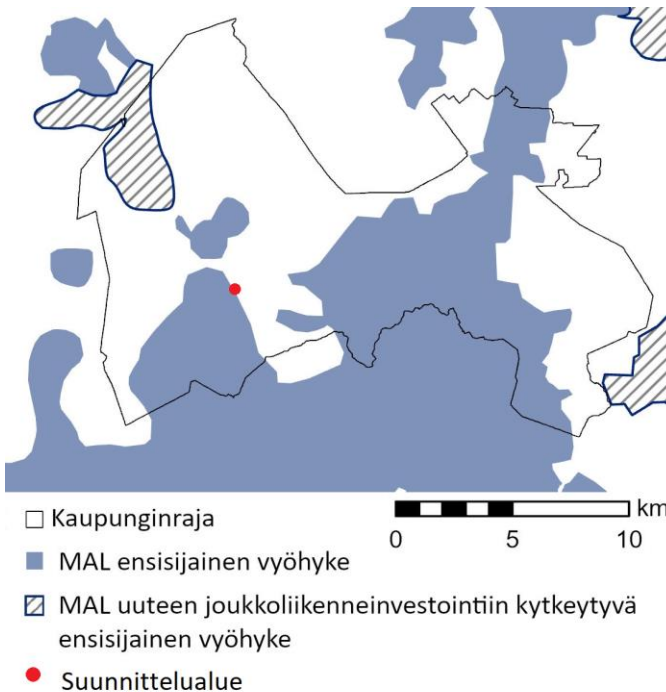 km
0 5 10
Kaupunginraja
MAL ensisijainen vyöhyke
MAL uuteen joukkoliikenneinvestointiin kytkeytyvä
ensisijainen vyöhyke
Suunnittelualue